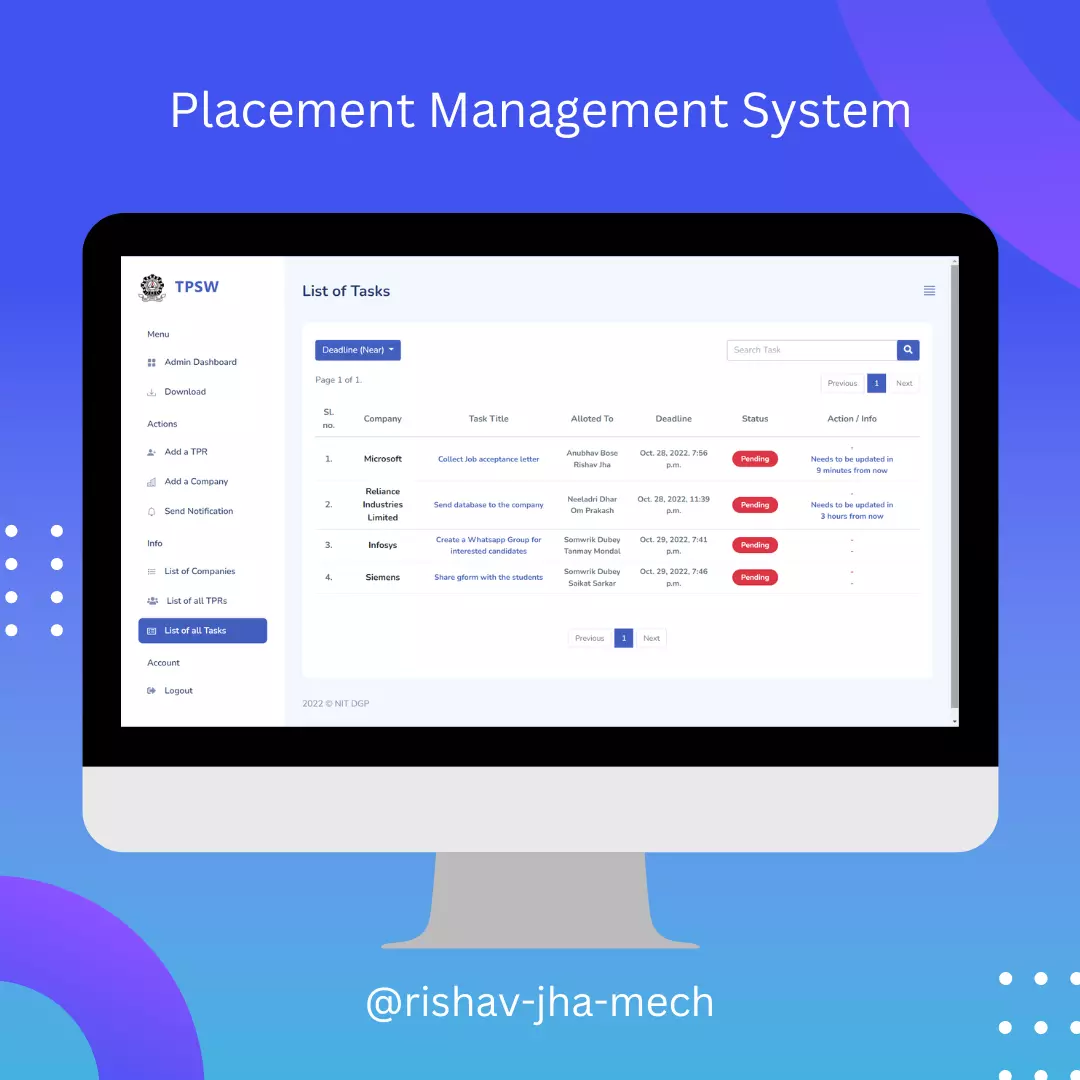 Placement Management System
TPSW
Menu
Admin Dashboard
Download
Actions
Add a TPR
Add a Company
Send Notification
Info
List of Companies
List of all TPRs
List of all Tasks
Account
Logout
List of Tasks
Deadline (Near)
Search Task
Page 1 of 1.
Previous 1 Next
Sl. no. Company Task Title Alloted To Deadline Status Action / Info
1. Microsoft Collect Job acceptance letter Anubhav Bose Rishav Jha Oct. 28, 2022, 7:56 p.m. Pending - Needs to be updated in 9 minutes from now
2. Reliance Industries Limited Send database to the company Neeladri Dhar Om Prakash Oct. 28, 2022, 11:39 p.m. Pending - Needs to be updated in 3 hours from now
3. Infosys Create a Whatsapp Group for interested candidates Somwrik Dubey Tanmay Mondal Oct. 29, 2022, 7:41 p.m. Pending - -
4. Siemens Share gform with the students Somwrik Dubey Saikat Sarkar Oct. 29, 2022, 7:46 p.m. Pending - -
Previous 1 Next
2022 © NIT DGP
@rishav-jha-mech